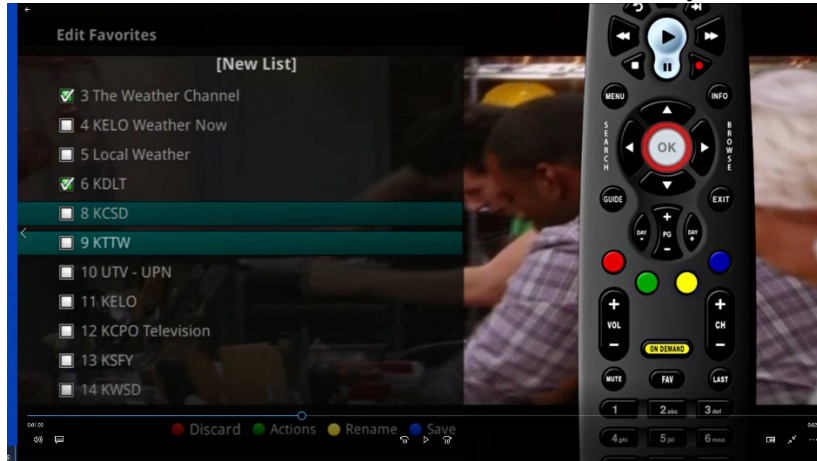 Edit Favorites
[New List]
3 The Weather Channel
4 KELO Weather Now
5 Local Weather
6 KDLT
8 KCSD
9 KTTW
10 UTV - UPN
11 KELO
12 KCPO Television
13 KSFY
14 KWSD
Discard Actions Rename Save
0:01:00
MENU INFO
SEARCH OK BROWSE
GUIDE EXIT
DAY - + PG - DAY +
+ VOL - + CH -
ON DEMAND
MUTE FAV LAST
1 2 abc 3 def
4 ghi 5 jkl 6 mno